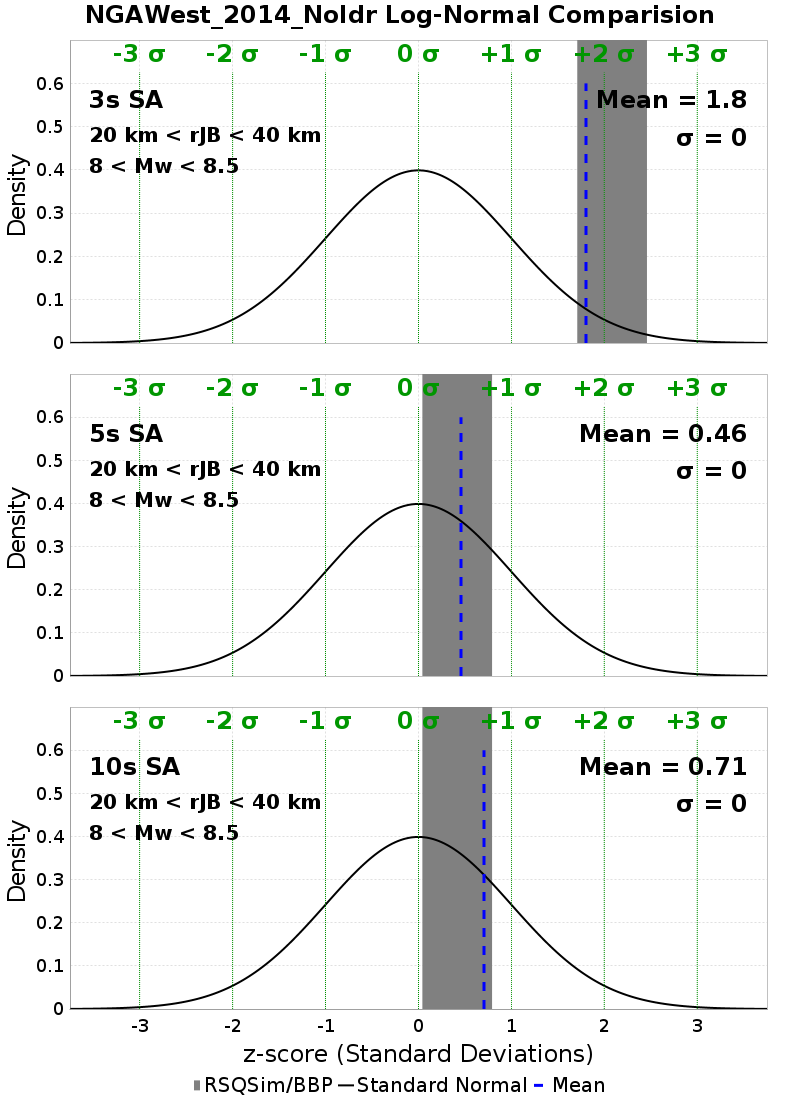 NGAWest_2014_NoIdr Log-Normal Comparision
-3 σ -2 σ -1 σ 0 σ +1 σ +2 σ +3 σ
3s SA
Mean = 1.8
20 km < rJB < 40 km
σ = 0
8 < Mw < 8.5
0.6
0.5
0.4
0.3
0.2
0.1
0
Density
-3 σ -2 σ -1 σ 0 σ +1 σ +2 σ +3 σ
5s SA
Mean = 0.46
20 km < rJB < 40 km
σ = 0
8 < Mw < 8.5
0.6
0.5
0.4
0.3
0.2
0.1
0
Density
-3 σ -2 σ -1 σ 0 σ +1 σ +2 σ +3 σ
10s SA
Mean = 0.71
20 km < rJB < 40 km
σ = 0
8 < Mw < 8.5
0.6
0.5
0.4
0.3
0.2
0.1
0
Density
-3 -2 -1 0 1 2 3
z-score (Standard Deviations)
RSQSim/BBP Standard Normal Mean